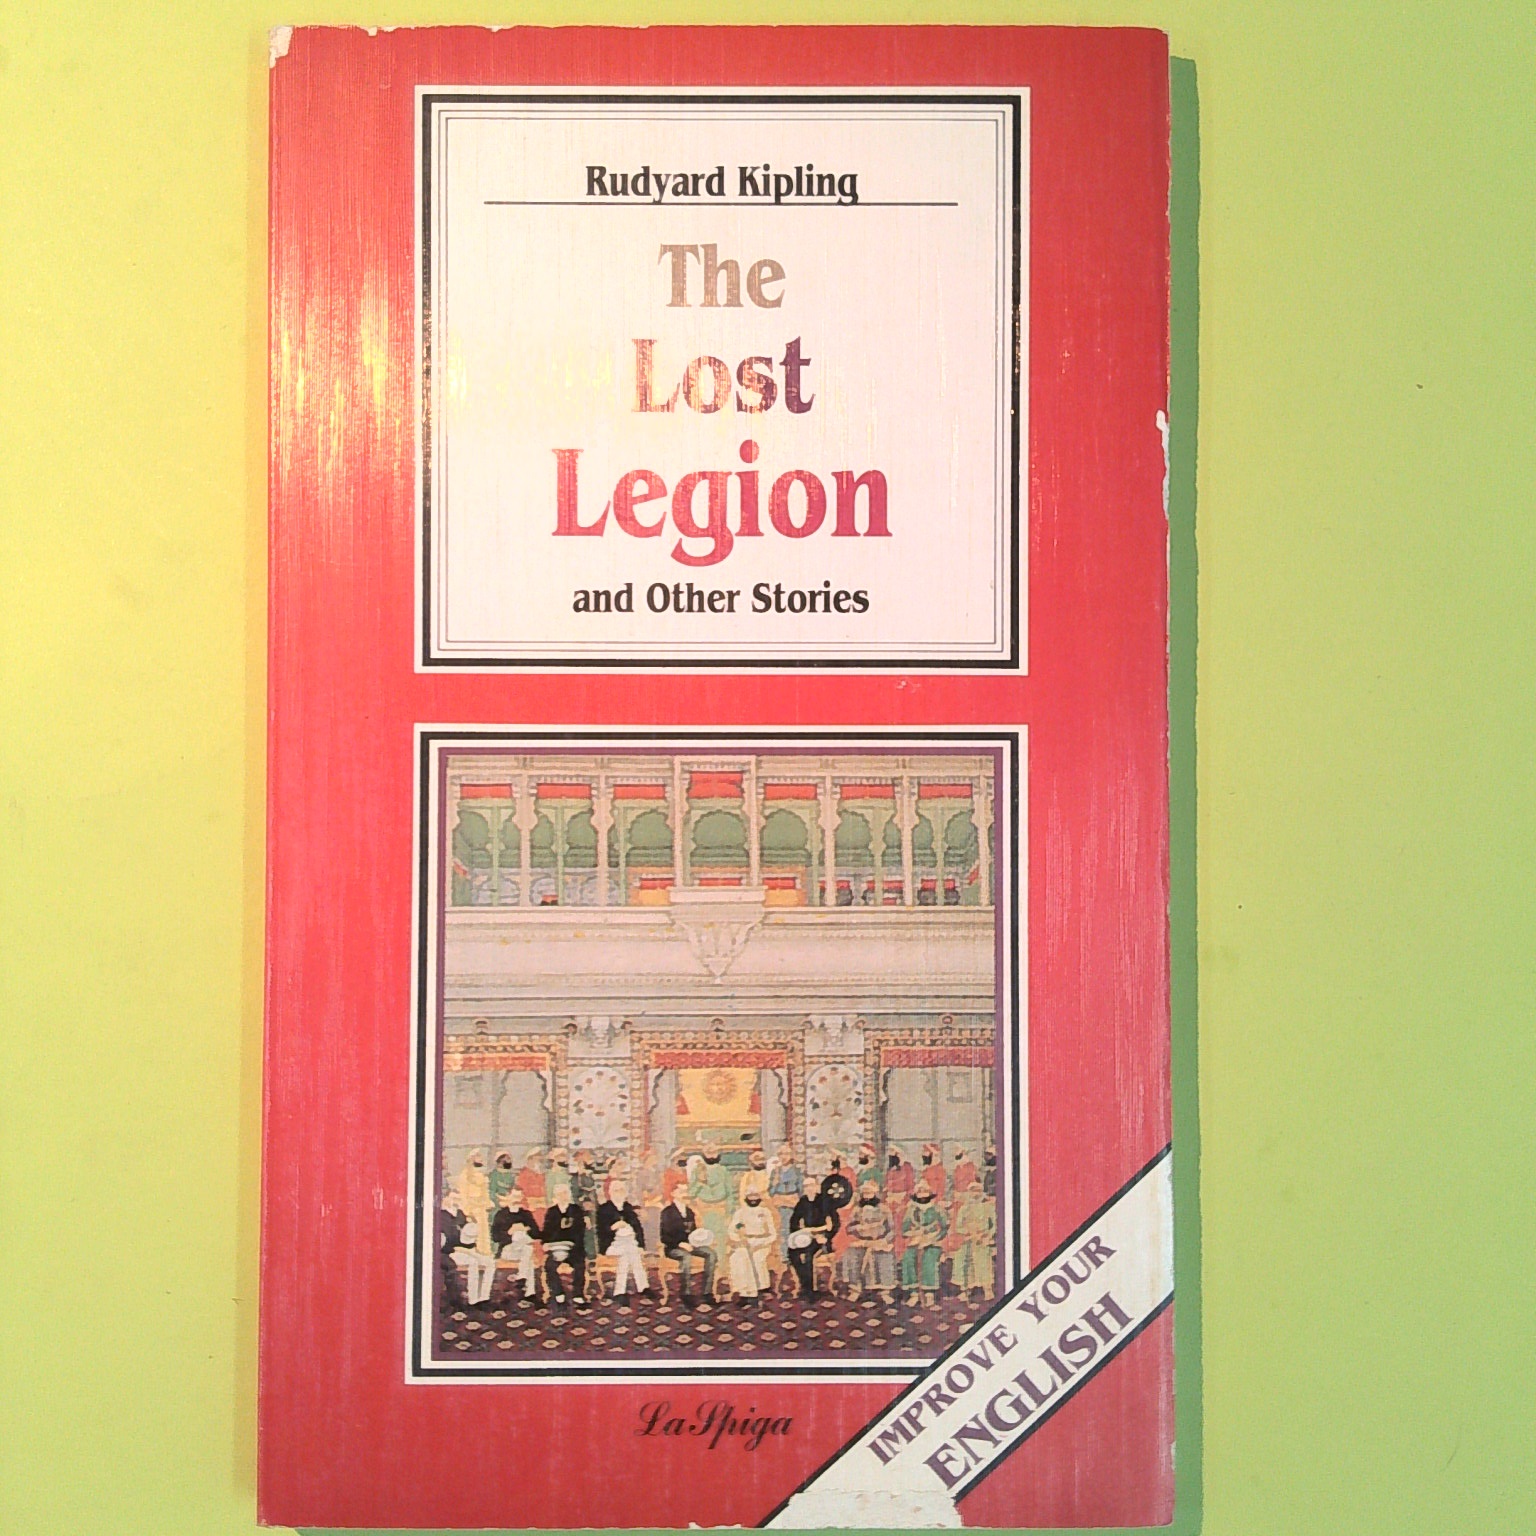 Rudyard Kipling
The
Lost
Legion
and Other Stories
IMPROVE YOUR
ENGLISH
La Spiga